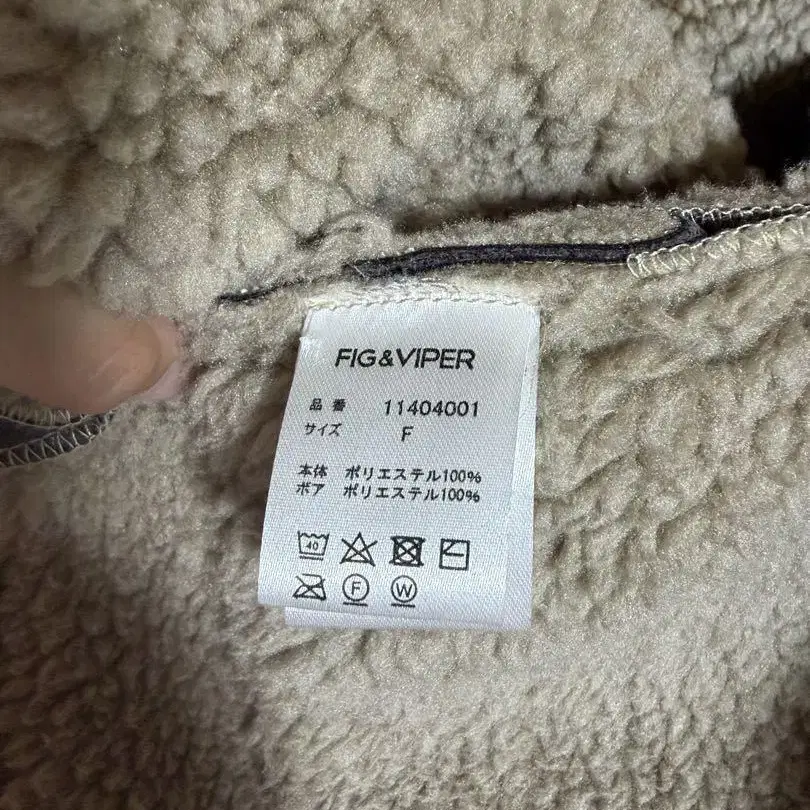 FIG&VIPER
品番 11404001
サイズ F
本体 ポリエステル100%
ボア ポリエステル100%
40
F W